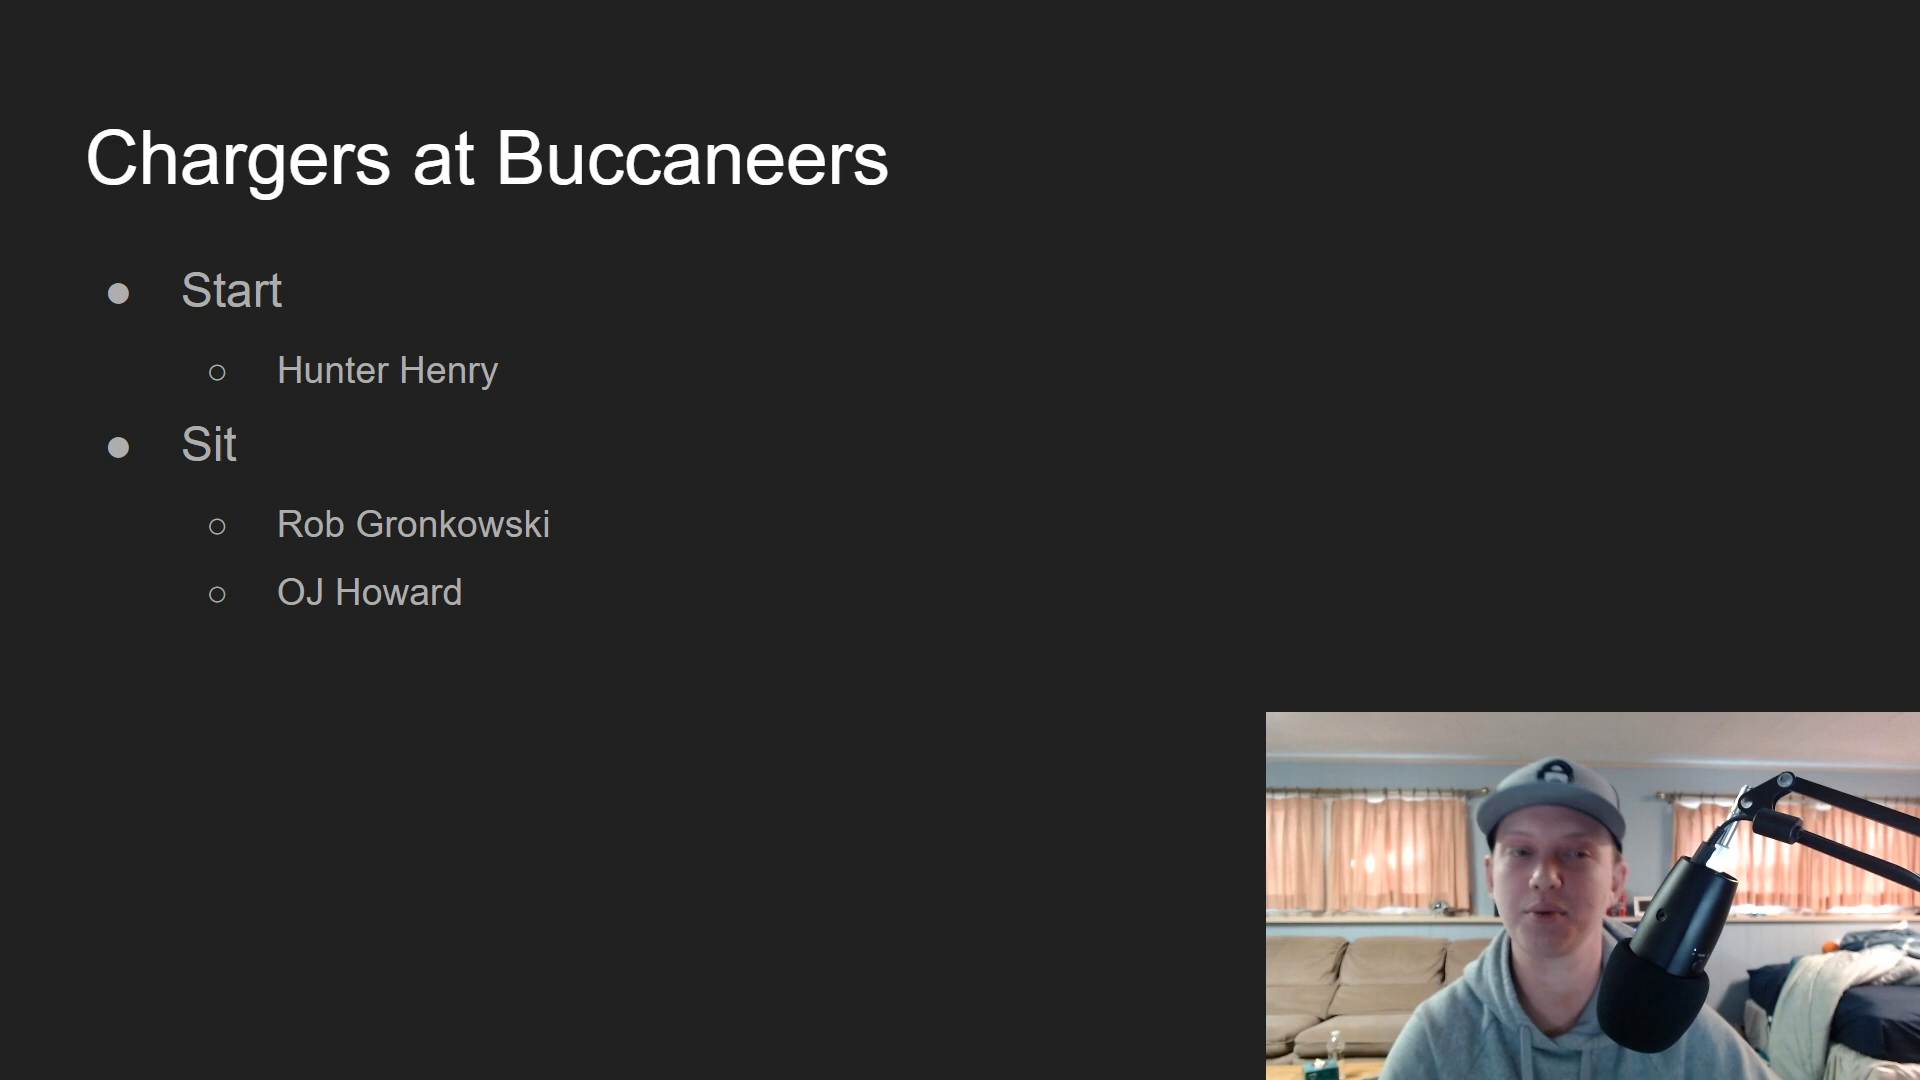 Chargers at Buccaneers
Start
Hunter Henry
Sit
Rob Gronkowski
OJ Howard